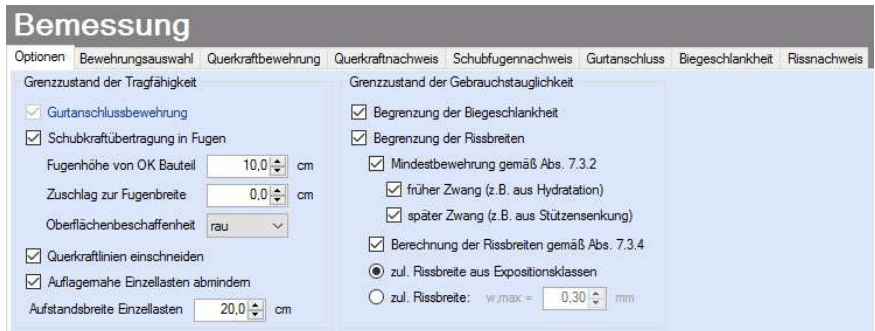 Bemessung
Optionen Bewehrungsauswahl Querkraftbewehrung Querkraftnachweis Schubfugennachweis Gurtanschluss Biegeschlankheit Rissnachweis
Grenzzustand der Tragfähigkeit
Gurtanschlussbewehrung
Schubkraftübertragung in Fugen
Fugenhöhe von OK Bauteil 10,0 cm
Zuschlag zur Fugenbreite 0,0 cm
Oberflächenbeschaffenheit rau
Querkraftlinien einschneiden
Auflagernahe Einzellasten abmindern
Aufstandsbreite Einzellasten 20,0 cm
Grenzzustand der Gebrauchstauglichkeit
Begrenzung der Biegeschlankheit
Begrenzung der Rissbreiten
Mindestbewehrung gemäß Abs. 7.3.2
früher Zwang (z.B. aus Hydratation)
später Zwang (z.B. aus Stützensenkung)
Berechnung der Rissbreiten gemäß Abs. 7.3.4
zul. Rissbreite aus Expositionsklassen
zul. Rissbreite: w,max = 0,30 mm